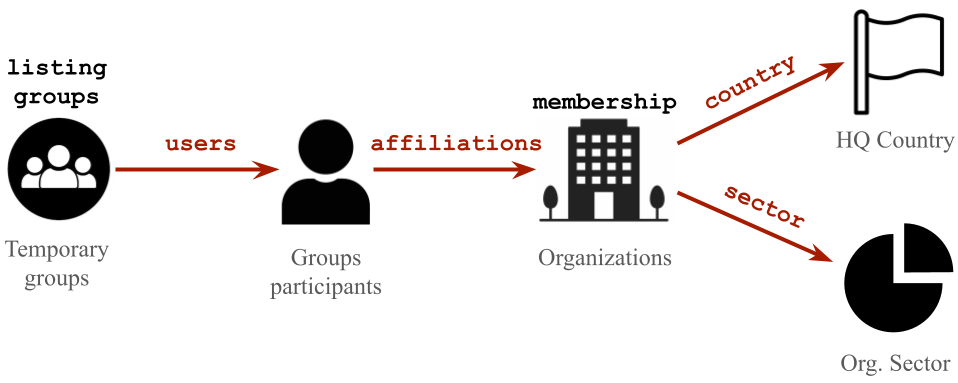 listing
groups
users
affiliations
membership
country
sector
HQ Country
Temporary
groups
Groups
participants
Organizations
Org. Sector